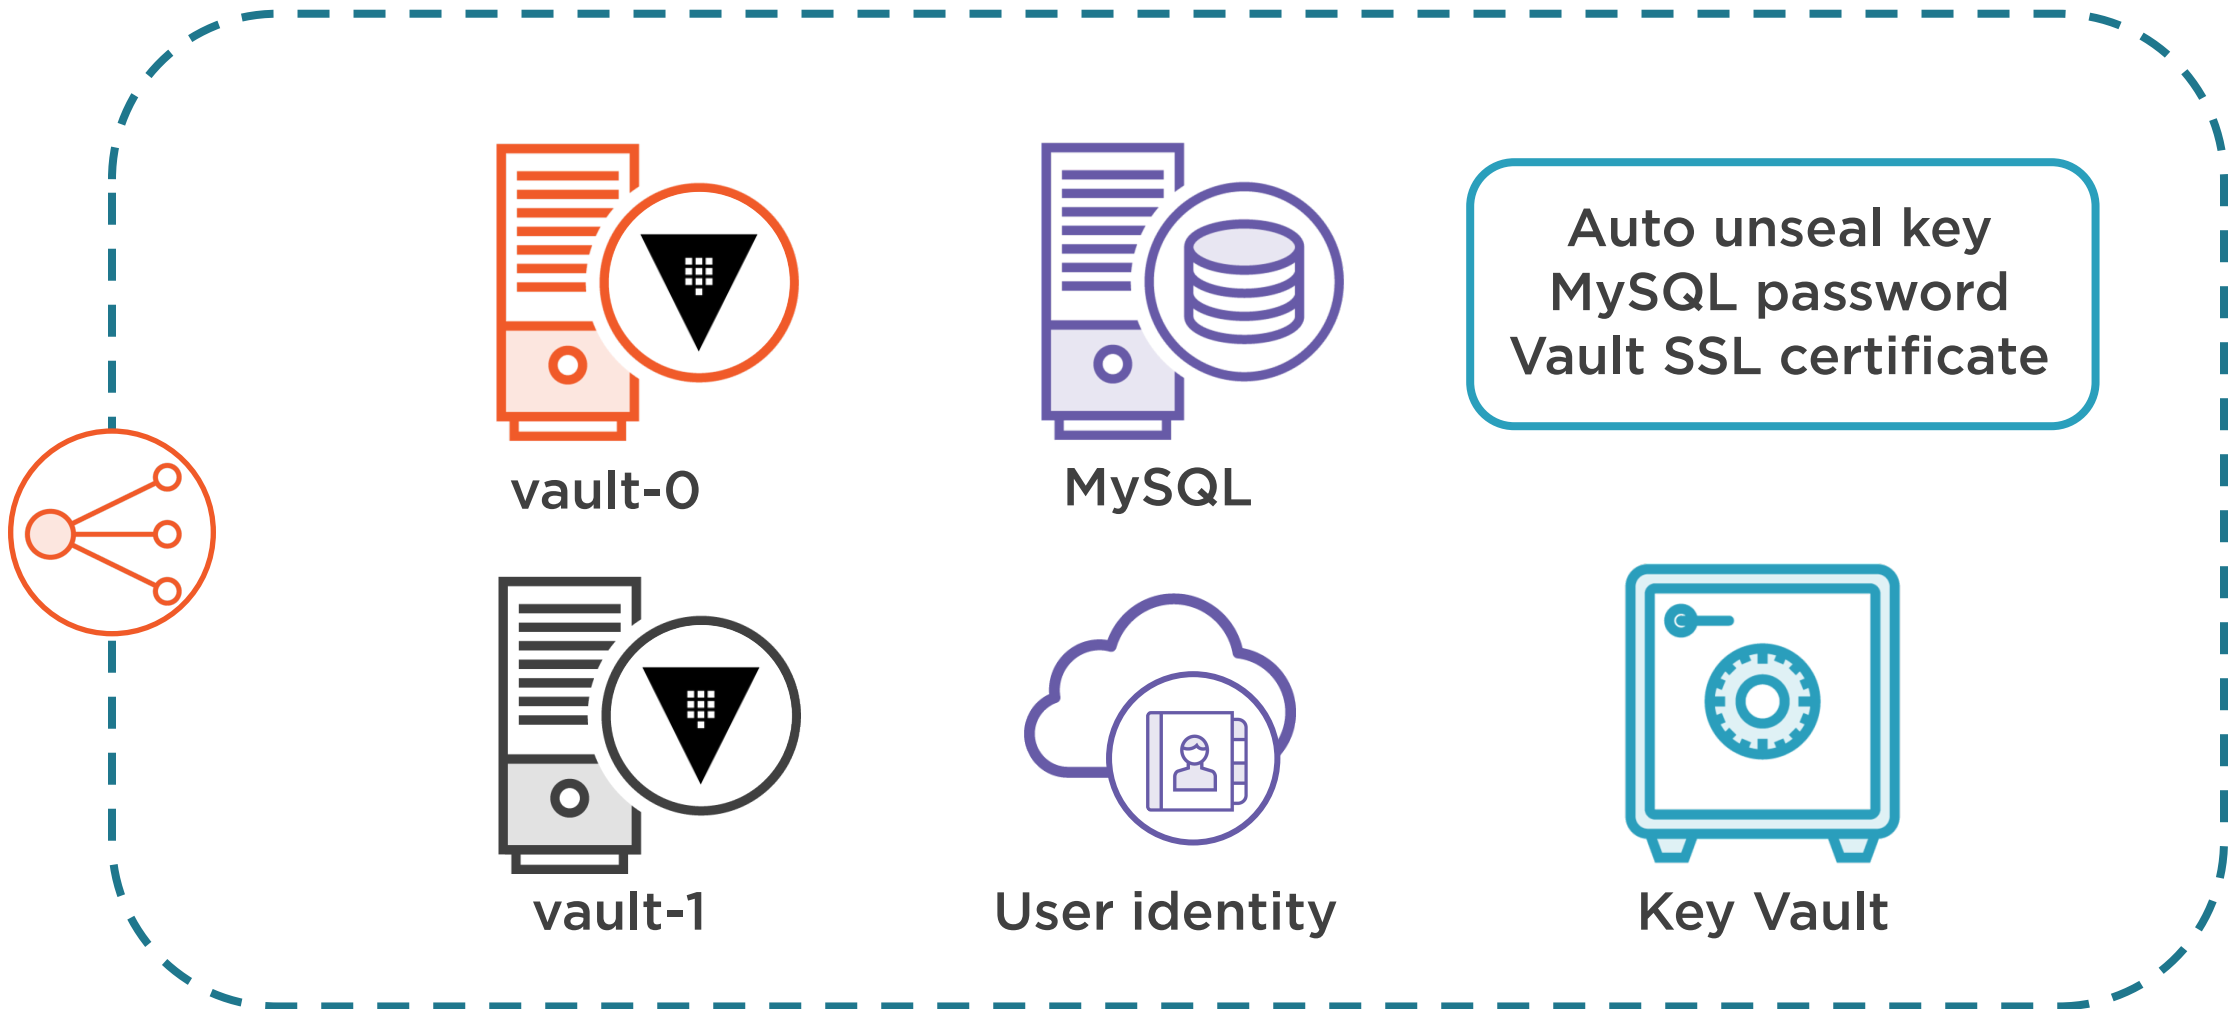 Auto unseal key
MySQL password
Vault SSL certificate
vault-0
MySQL
vault-1
User identity
Key Vault